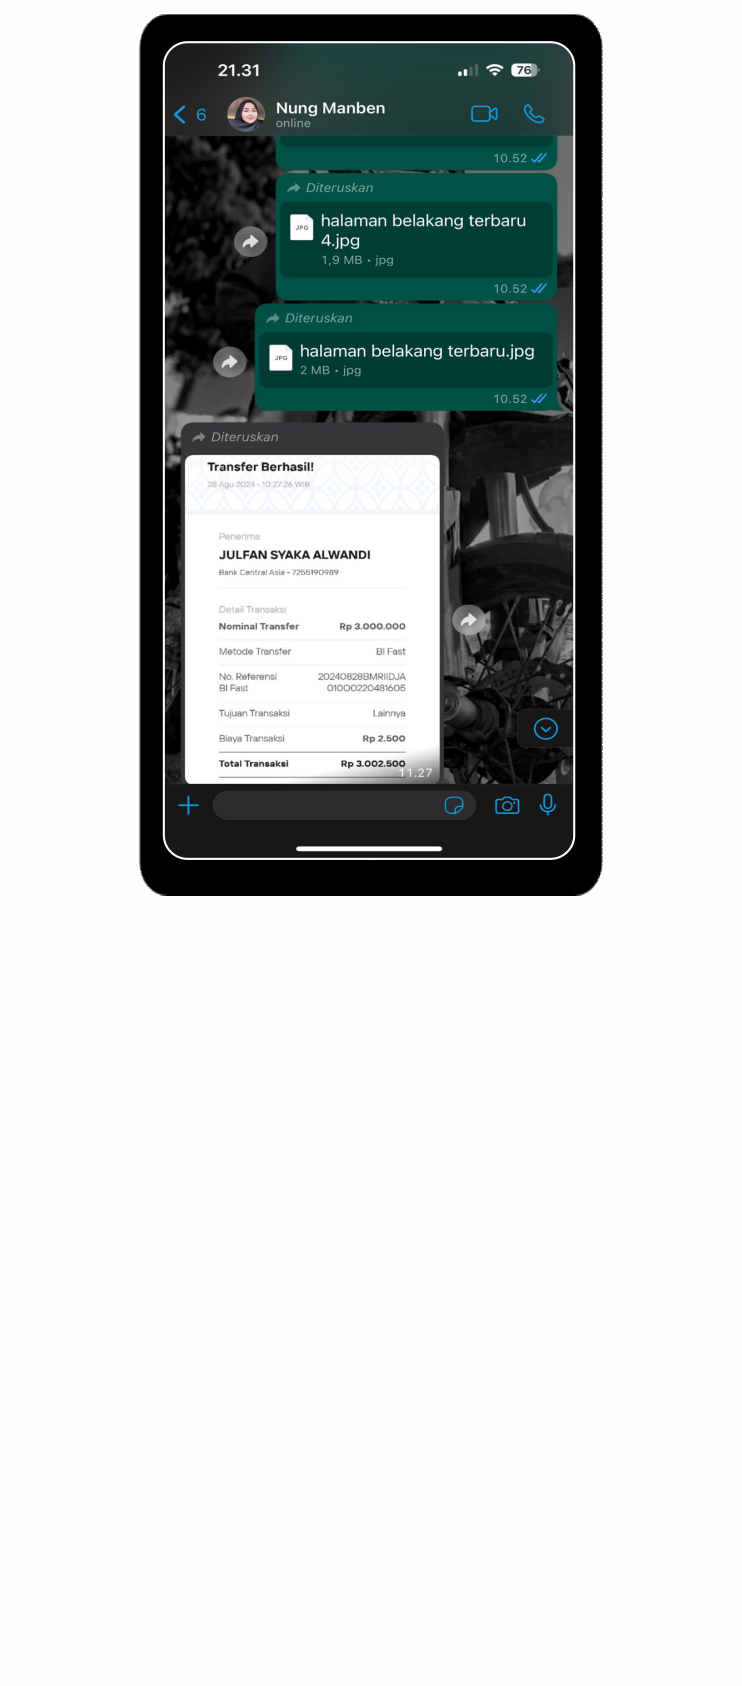 21.31
76
6
Nung Manben
online
10.52
Diteruskan
JPG
halaman belakang terbaru
4.jpg
1,9 MB • jpg
10.52
Diteruskan
JPG
halaman belakang terbaru.jpg
2 MB • jpg
10.52
Diteruskan
Transfer Berhasil!
28 Agu 2024 • 10:27:26 WIB
Penerima
JULFAN SYAKA ALWANDI
Bank Central Asia • 7255190989
Detail Transaksi
Nominal Transfer Rp 3.000.000
Metode Transfer BI Fast
No. Referensi 20240828BMRIIDJA
BI Fast 01000220481605
Tujuan Transaksi Lainnya
Biaya Transaksi Rp 2.500
Total Transaksi Rp 3.002.500
11.27